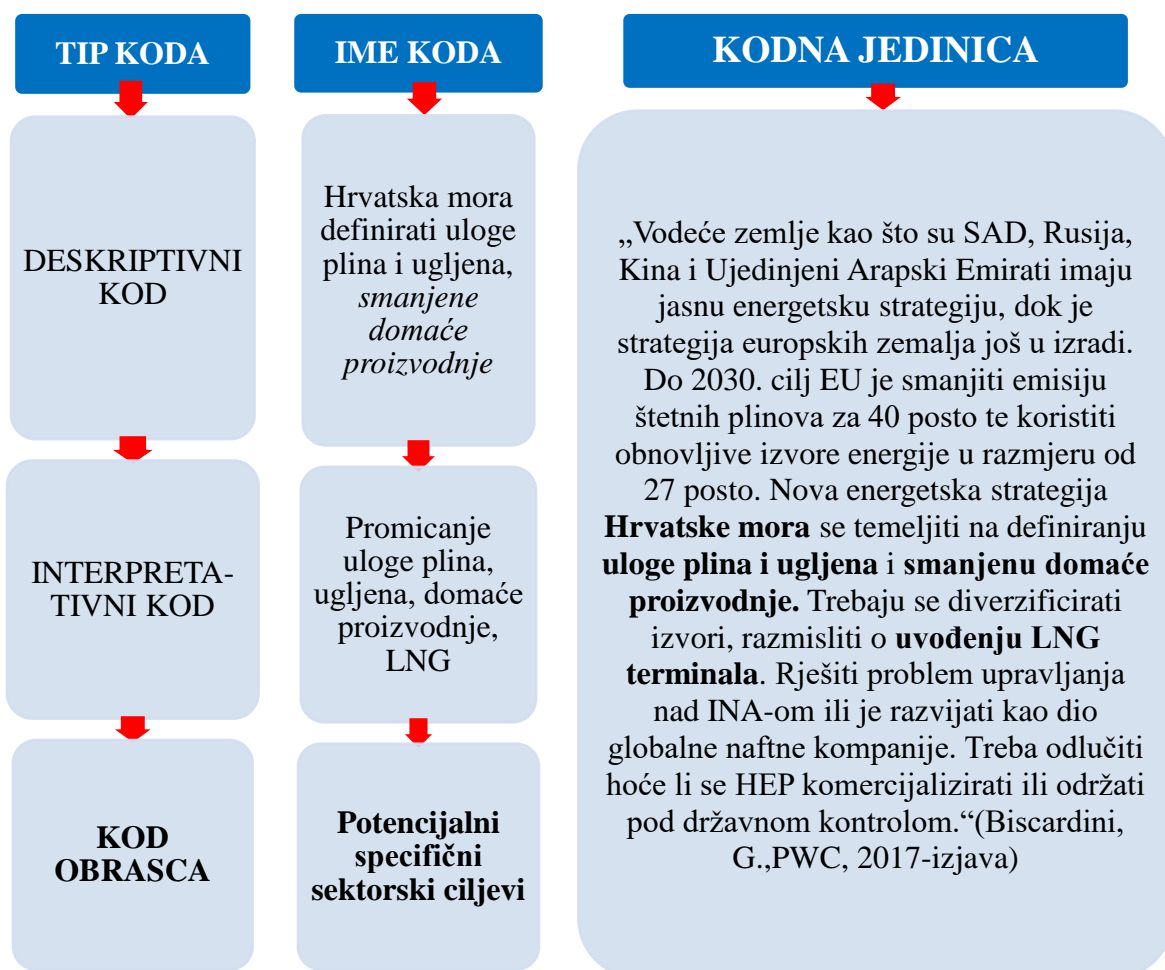 TIP KODA
DESKRIPTIVNI
KOD
INTERPRETA-
TIVNI KOD
KOD
OBRASCA
IME KODA
Hrvatska mora
definirati uloge
plina i ugljena,
smanjene
domaće
proizvodnje
Promicanje
uloge plina,
ugljena, domaće
proizvodnje,
LNG
Potencijalni
specifični
sektorski ciljevi
KODNA JEDINICA
„Vodeće zemlje kao što su SAD, Rusija,
Kina i Ujedinjeni Arapski Emirati imaju
jasnu energetsku strategiju, dok je
strategija europskih zemalja još u izradi.
Do 2030. cilj EU je smanjiti emisiju
štetnih plinova za 40 posto te koristiti
obnovljive izvore energije u razmjeru od
27 posto. Nova energetska strategija
Hrvatske mora se temeljiti na definiranju
uloge plina i ugljena i smanjenu domaće
proizvodnje. Trebaju se diverzificirati
izvori, razmisliti o uvođenju LNG
terminala. Rješiti problem upravljanja
nad INA-om ili je razvijati kao dio
globalne naftne kompanije. Treba odlučiti
hoće li se HEP komercijalizirati ili održati
pod državnom kontrolom.“(Biscardini,
G.,PWC, 2017-izjava)